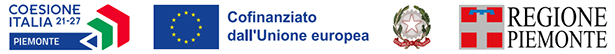 COESIONE
ITALIA 21-27
PIEMONTE
Cofinanziato
dall'Unione europea
REGIONE
PIEMONTE